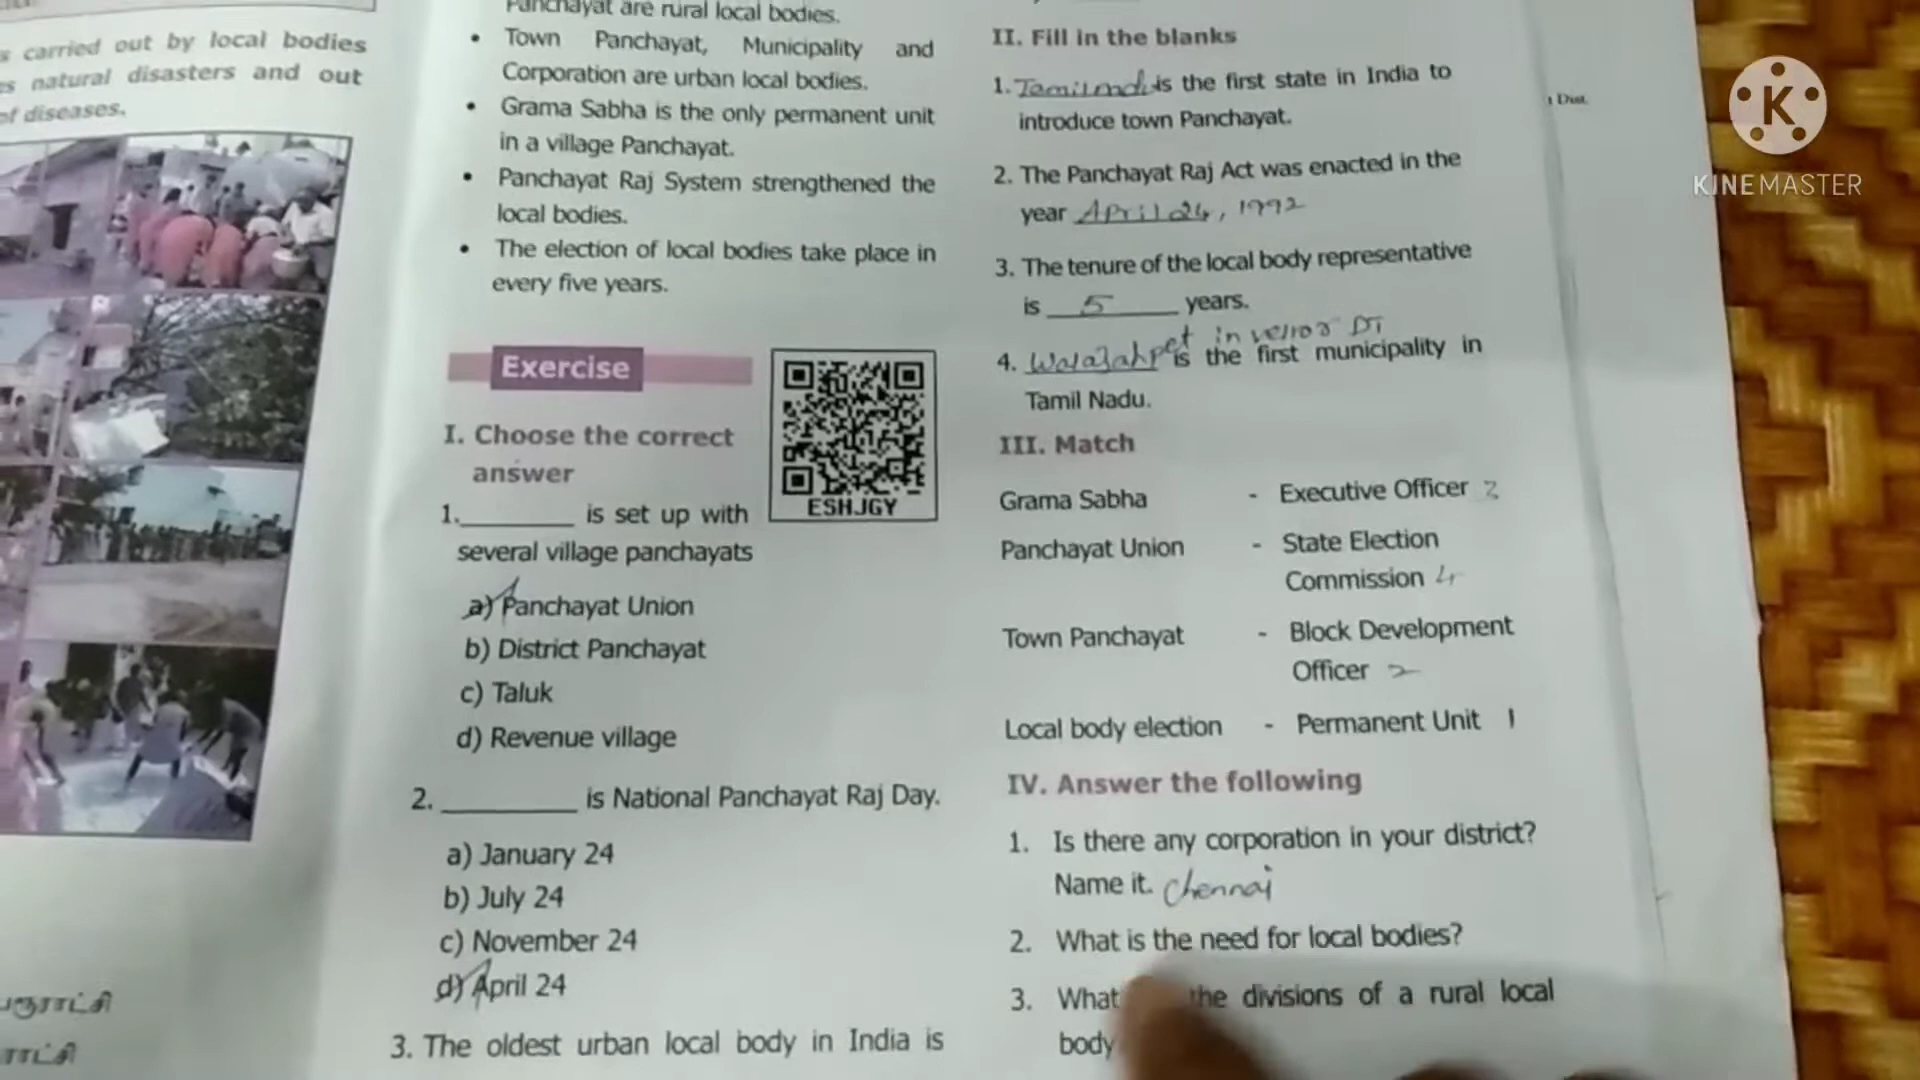 s carried out by local bodies
es natural disasters and out
of diseases.
Panchayat are rural local bodies.
• Town Panchayat, Municipality and
Corporation are urban local bodies.
• Grama Sabha is the only permanent unit
in a village Panchayat.
• Panchayat Raj System strengthened the
local bodies.
• The election of local bodies take place in
every five years.
Exercise
ESHJGY
I. Choose the correct
answer
1.________ is set up with
several village panchayats
a) Panchayat Union
b) District Panchayat
c) Taluk
d) Revenue village
2. _________ is National Panchayat Raj Day.
a) January 24
b) July 24
c) November 24
d) April 24
3. The oldest urban local body in India is
II. Fill in the blanks
1. Tamilnadu is the first state in India to
introduce town Panchayat.
2. The Panchayat Raj Act was enacted in the
year April 24, 1992
3. The tenure of the local body representative
is 5 years.
in vellor Dt
4. Walajahpet is the first municipality in
Tamil Nadu.
III. Match
Grama Sabha - Executive Officer 3
Panchayat Union - State Election
Commission 4
Town Panchayat - Block Development
Officer 2
Local body election - Permanent Unit 1
IV. Answer the following
1. Is there any corporation in your district?
Name it. Chennai
2. What is the need for local bodies?
3. What the divisions of a rural local
body
Dist.
KINEMASTER